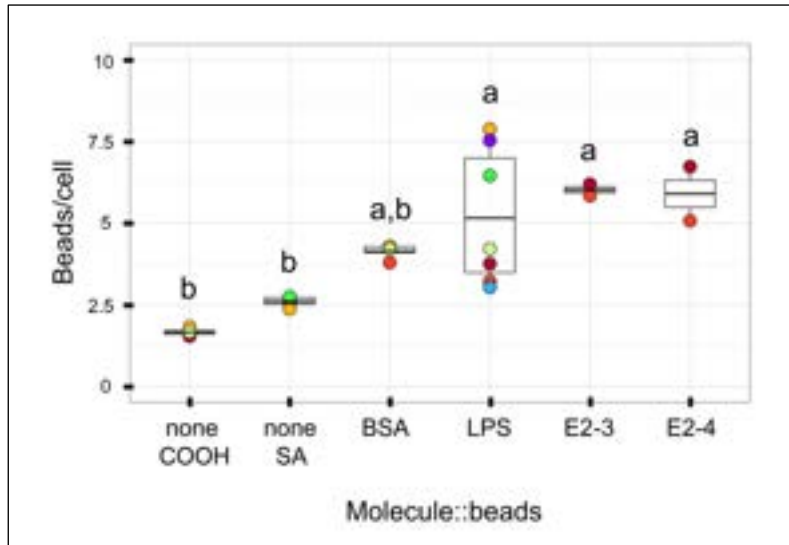 10
7.5
5
2.5
0
Beads/cell
b
b
a,b
a
a
a
none
COOH
none
SA
BSA
LPS
E2-3
E2-4
Molecule::beads